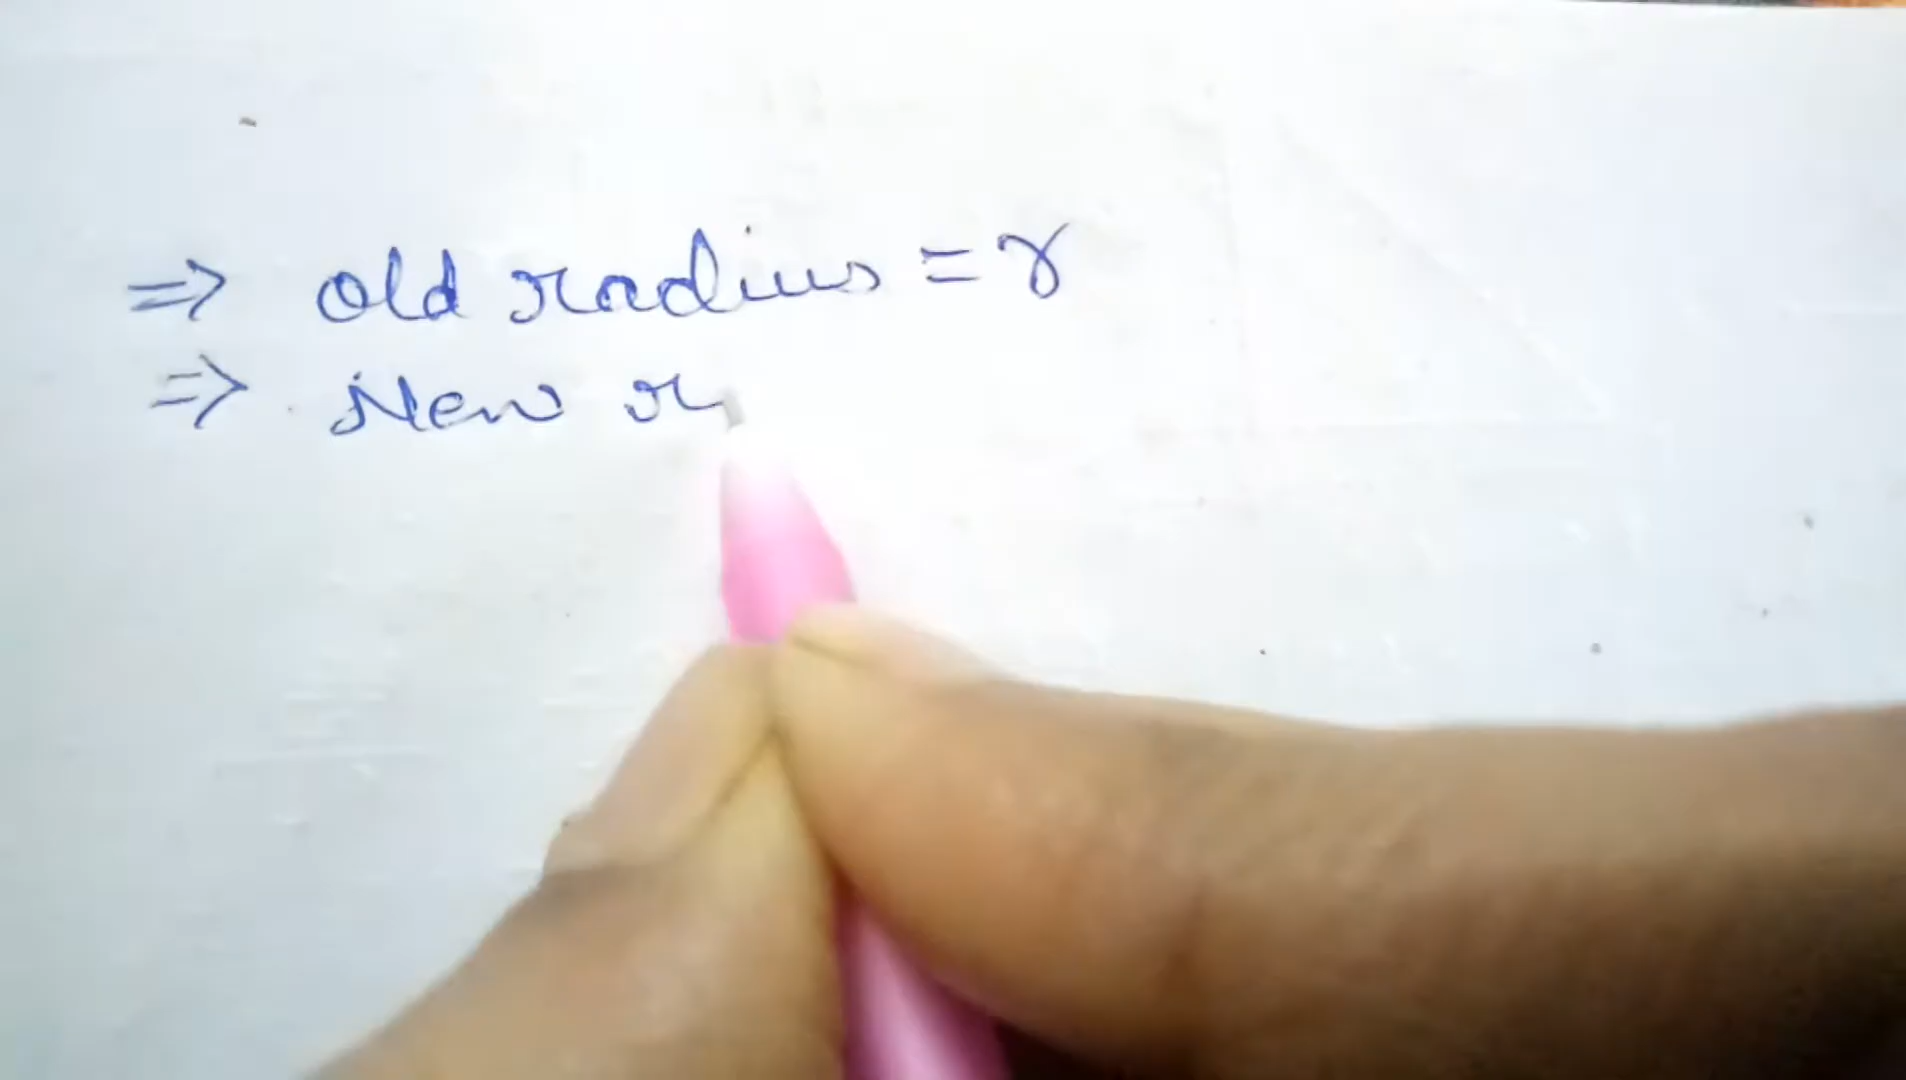 ⇒ old radius = r
⇒ New r